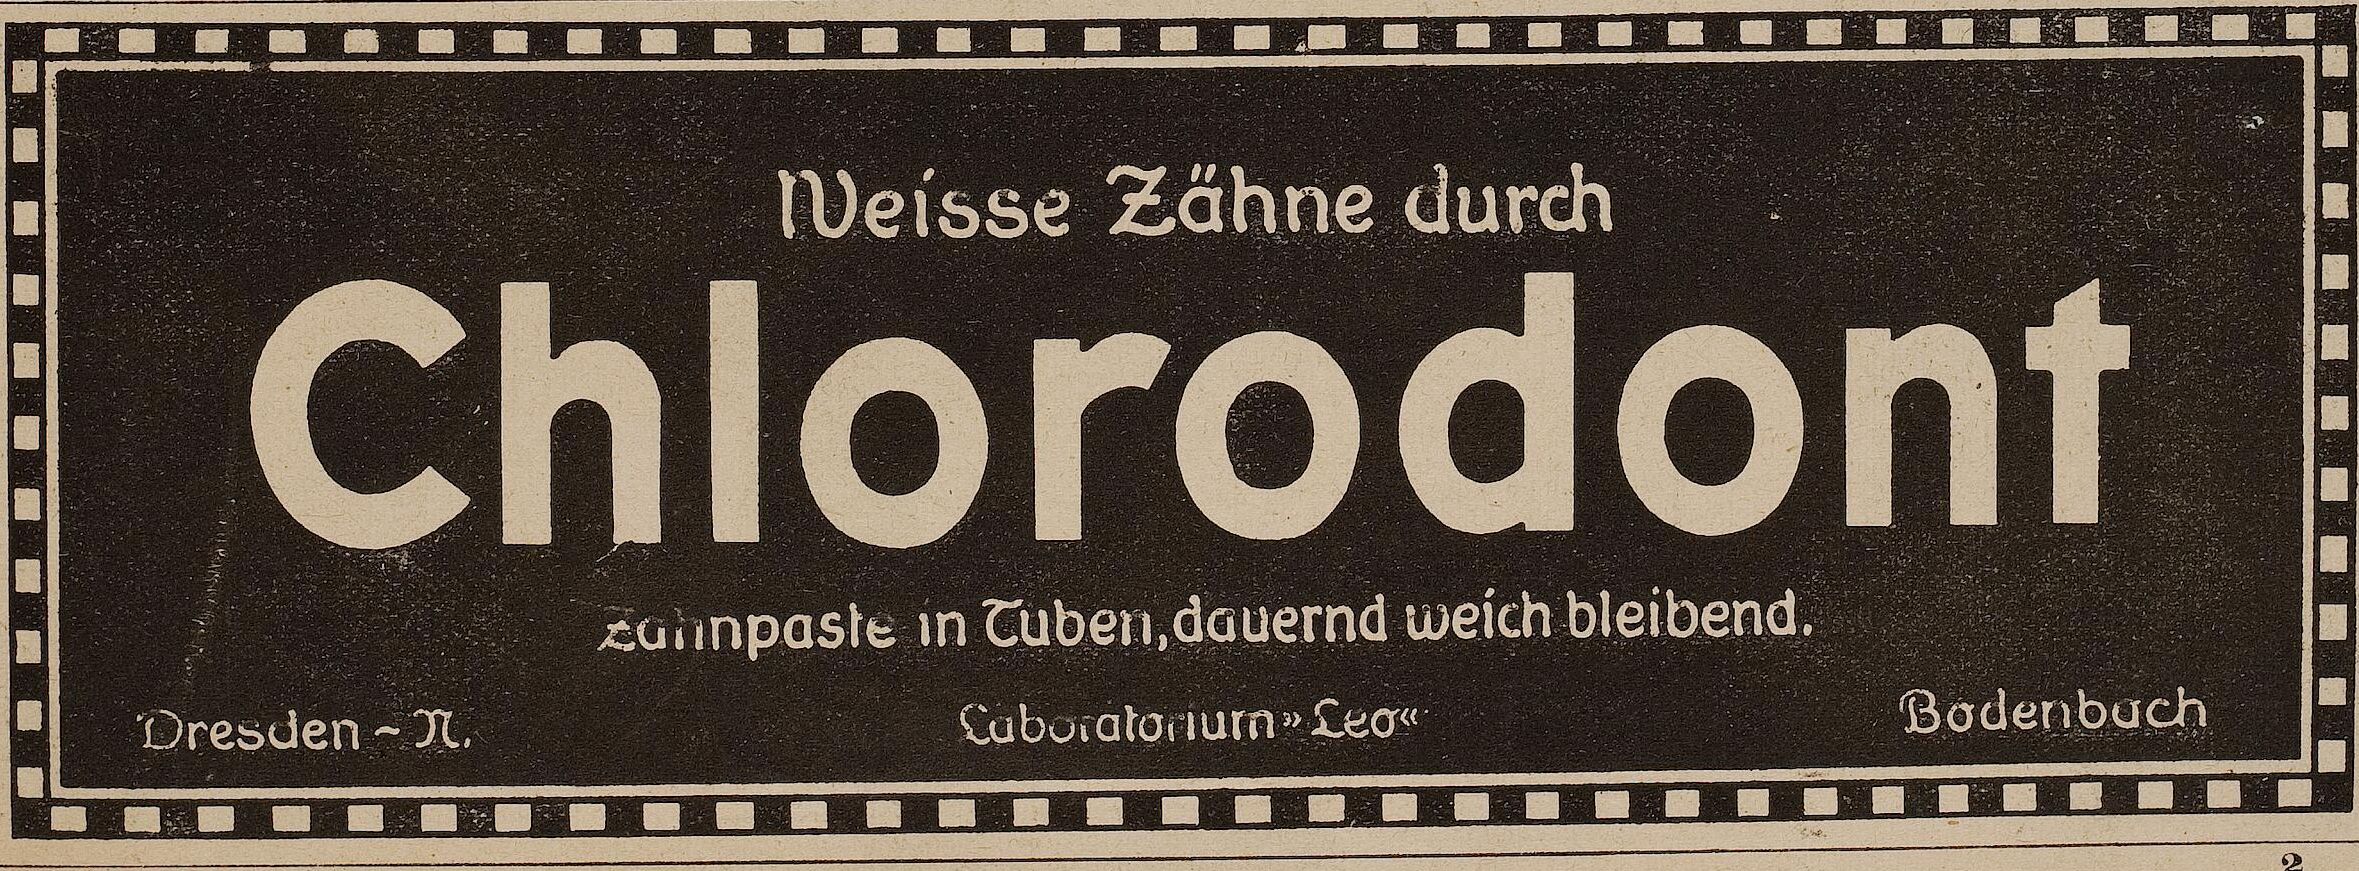 Weisse Zähne durch
Chlorodont
Zahnpaste in Tuben, dauernd weich bleibend.
Dresden - N. Laboratorium »Leo« Bodenbach
2